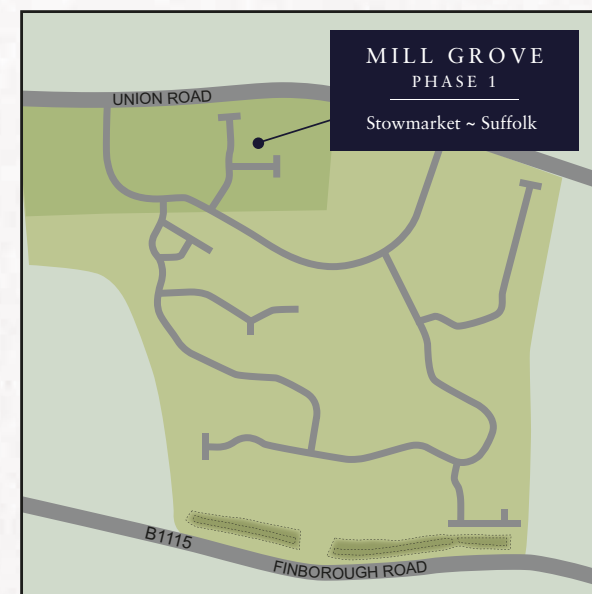 MILL GROVE
PHASE 1
Stowmarket ~ Suffolk
UNION ROAD
B1115
FINBOROUGH ROAD